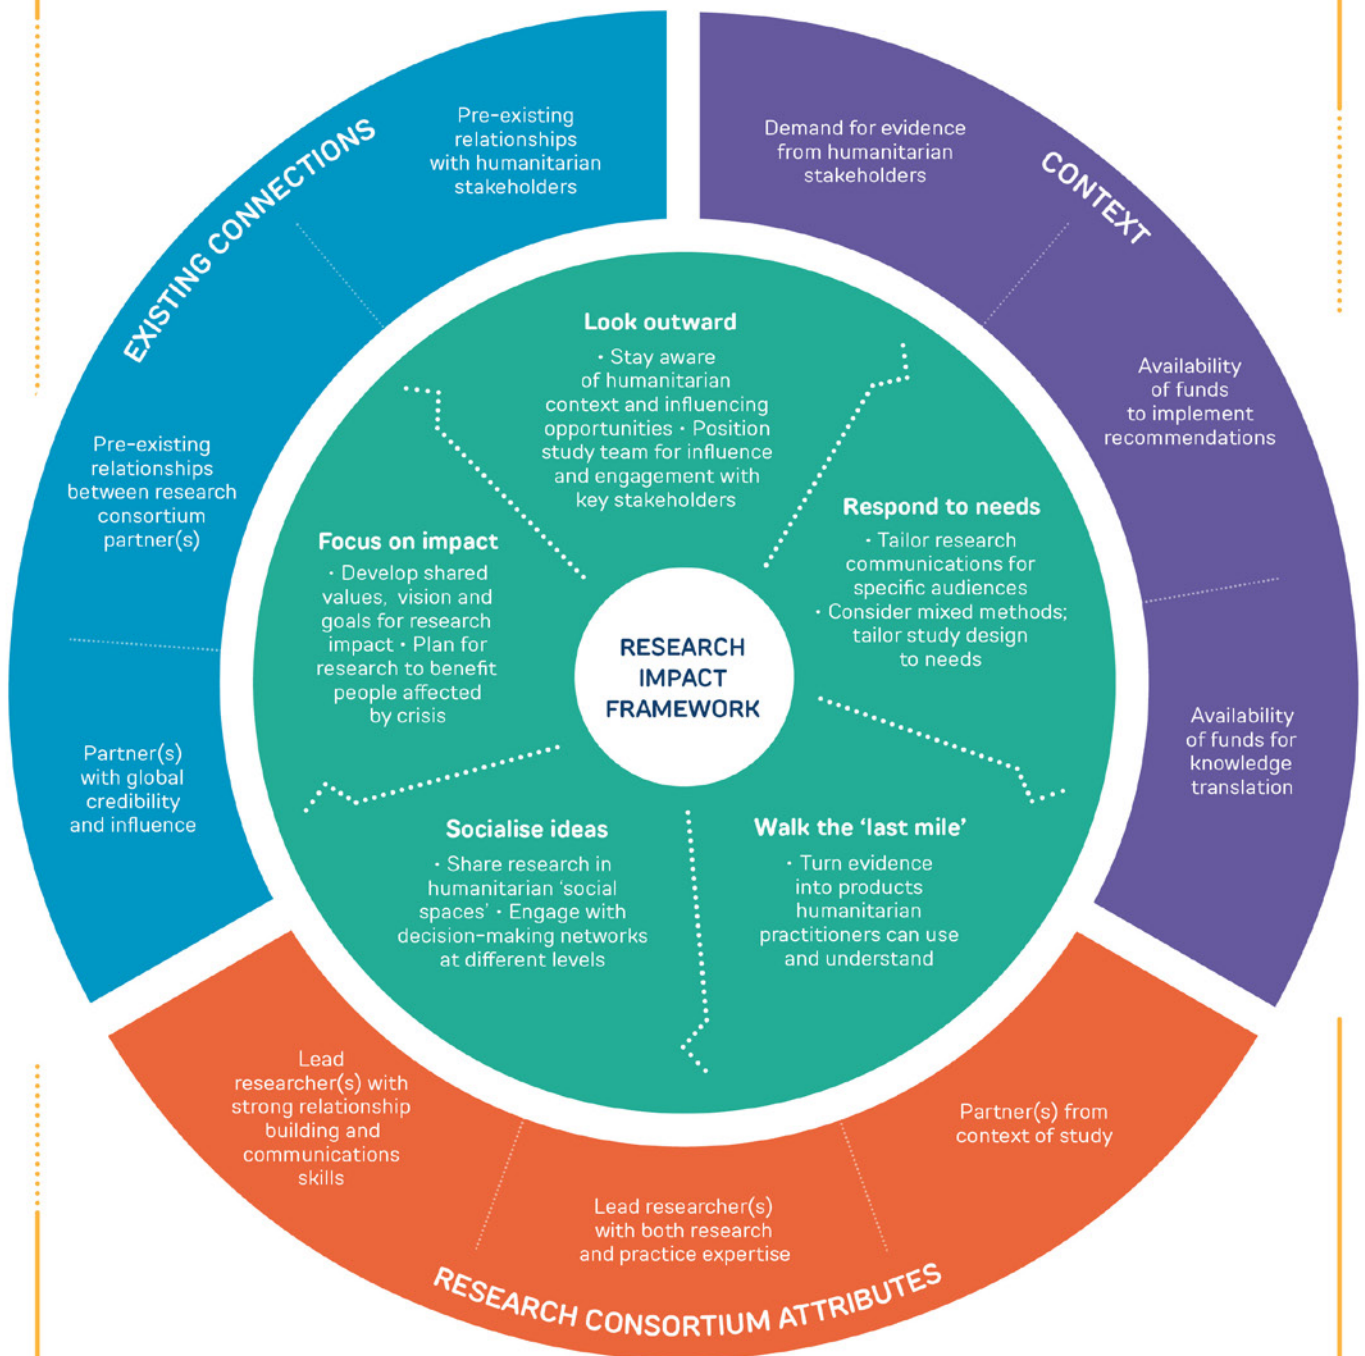 EXISTING CONNECTIONS
Pre-existing
relationships
with humanitarian
stakeholders
Pre-existing
relationships
between research
consortium
partner(s)
Partner(s)
with global
credibility
and influence
CONTEXT
Demand for evidence
from humanitarian
stakeholders
Availability
of funds
to implement
recommendations
Availability
of funds for
knowledge
translation
Look outward
· Stay aware
of humanitarian
context and influencing
opportunities · Position
study team for influence
and engagement with
key stakeholders
Respond to needs
· Tailor research
communications for
specific audiences
· Consider mixed methods;
tailor study design
to needs
Focus on impact
· Develop shared
values, vision and
goals for research
impact · Plan for
research to benefit
people affected
by crisis
RESEARCH
IMPACT
FRAMEWORK
Socialise ideas
· Share research in
humanitarian ‘social
spaces’ · Engage with
decision-making networks
at different levels
Walk the ‘last mile’
· Turn evidence
into products
humanitarian
practitioners can use
and understand
Lead
researcher(s) with
strong relationship
building and
communications
skills
Lead researcher(s)
with both research
and practice expertise
Partner(s) from
context of study
RESEARCH CONSORTIUM ATTRIBUTES